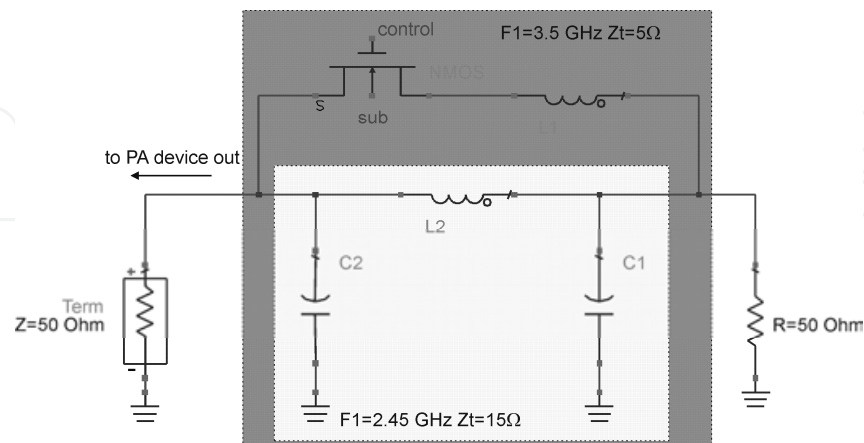 control
F1=3.5 GHz Zt=5Ω
NMOS
S
sub
L1
to PA device out
L2
C2
C1
+
Term
Z=50 Ohm
R=50 Ohm
-
F1=2.45 GHz Zt=15Ω